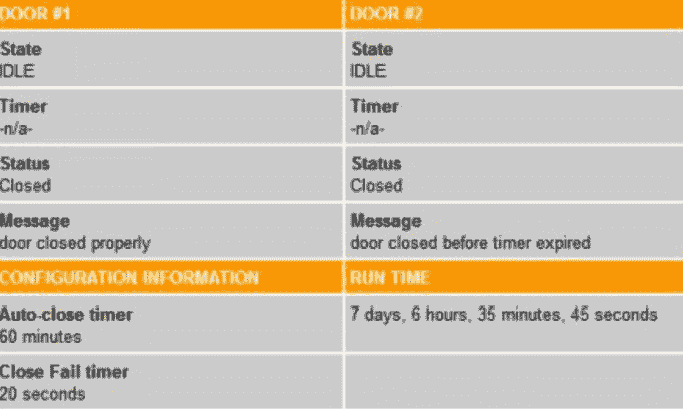 DOOR #1
DOOR #2
State
IDLE
State
IDLE
Timer
-n/a-
Timer
-n/a-
Status
Closed
Status
Closed
Message
door closed properly
Message
door closed before timer expired
CONFIGURATION INFORMATION
RUN TIME
Auto-close timer
60 minutes
7 days, 6 hours, 35 minutes, 45 seconds
Close Fail timer
20 seconds